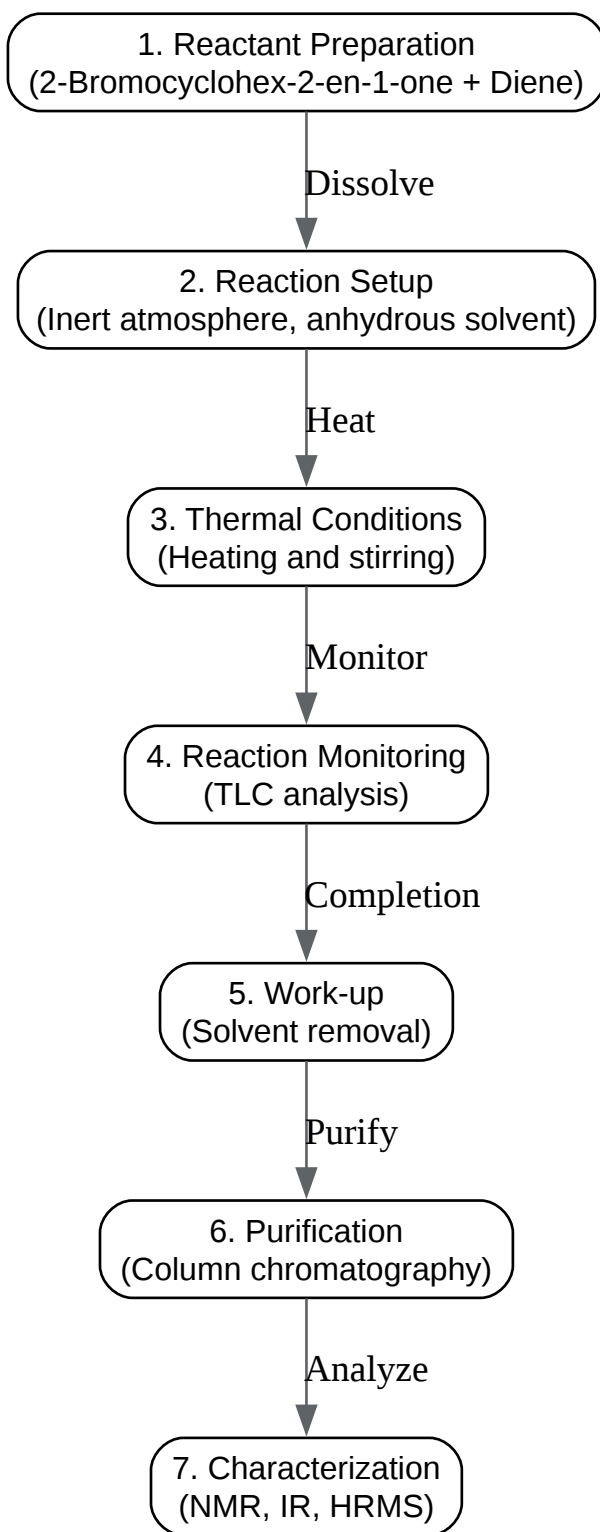 1. Reactant Preparation
(2-Bromocyclohex-2-en-1-one + Diene)
Dissolve
2. Reaction Setup
(Inert atmosphere, anhydrous solvent)
Heat
3. Thermal Conditions
(Heating and stirring)
Monitor
4. Reaction Monitoring
(TLC analysis)
Completion
5. Work-up
(Solvent removal)
Purify
6. Purification
(Column chromatography)
Analyze
7. Characterization
(NMR, IR, HRMS)